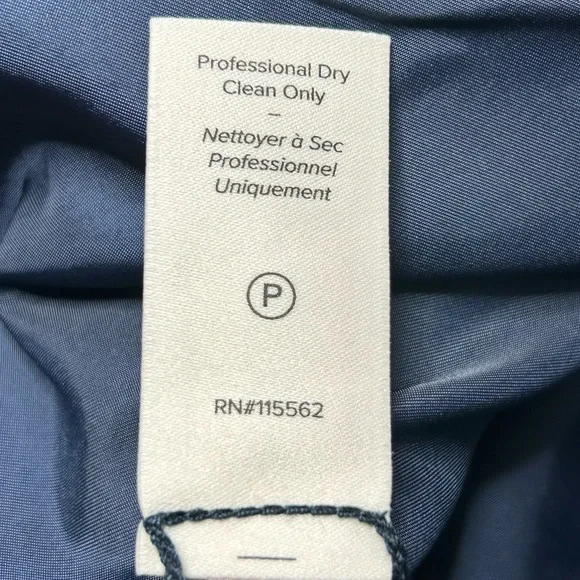 Professional Dry
Clean Only
–
Nettoyer à Sec
Professionnel
Uniquement
P
RN#115562